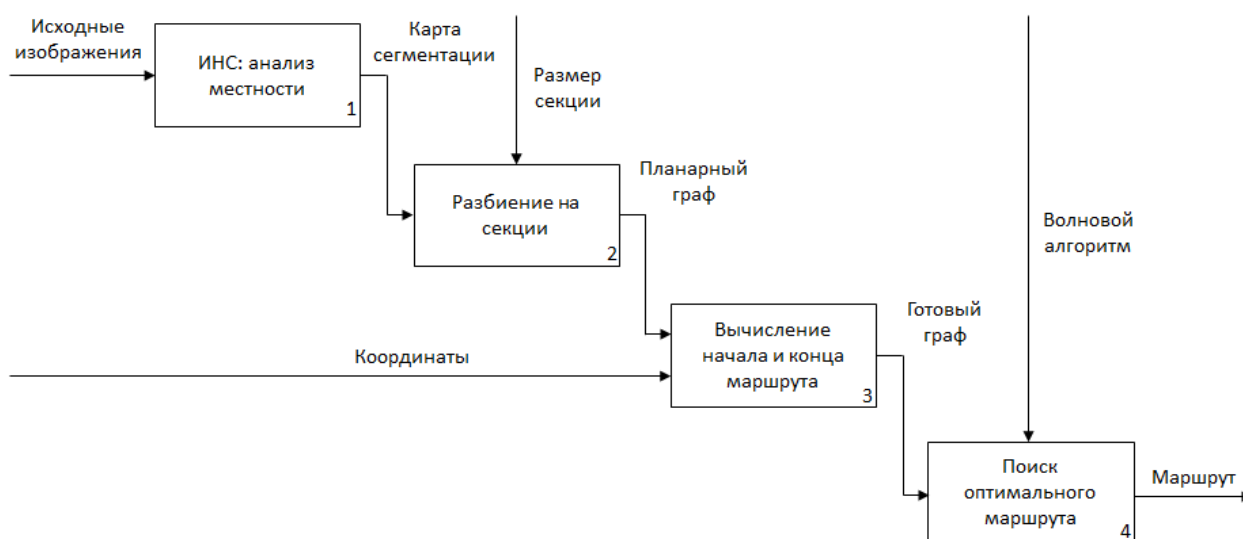 Исходные
изображения
ИНС: анализ
местности
1
Карта
сегментации
Размер
секции
Разбиение на
секции
2
Планарный
граф
Волновой
алгоритм
Координаты
Вычисление
начала и конца
маршрута
3
Готовый
граф
Поиск
оптимального
маршрута
4
Маршрут